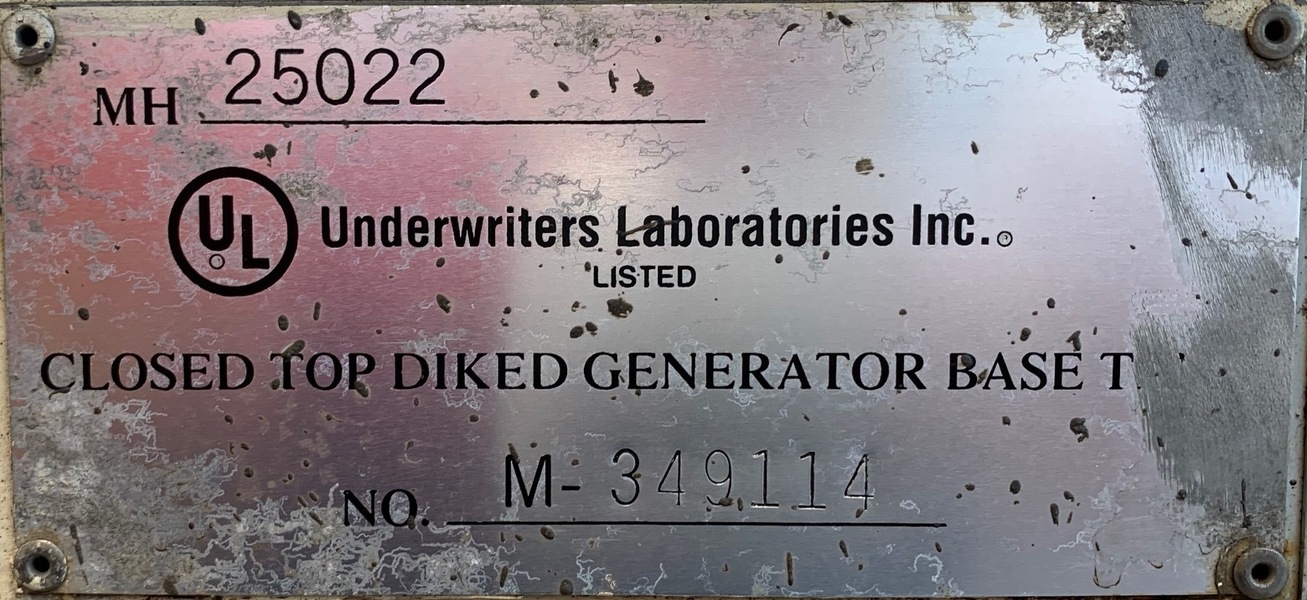 MH 25022
UL Underwriters Laboratories Inc.®
LISTED
CLOSED TOP DIKED GENERATOR BASE
NO. M- 349114